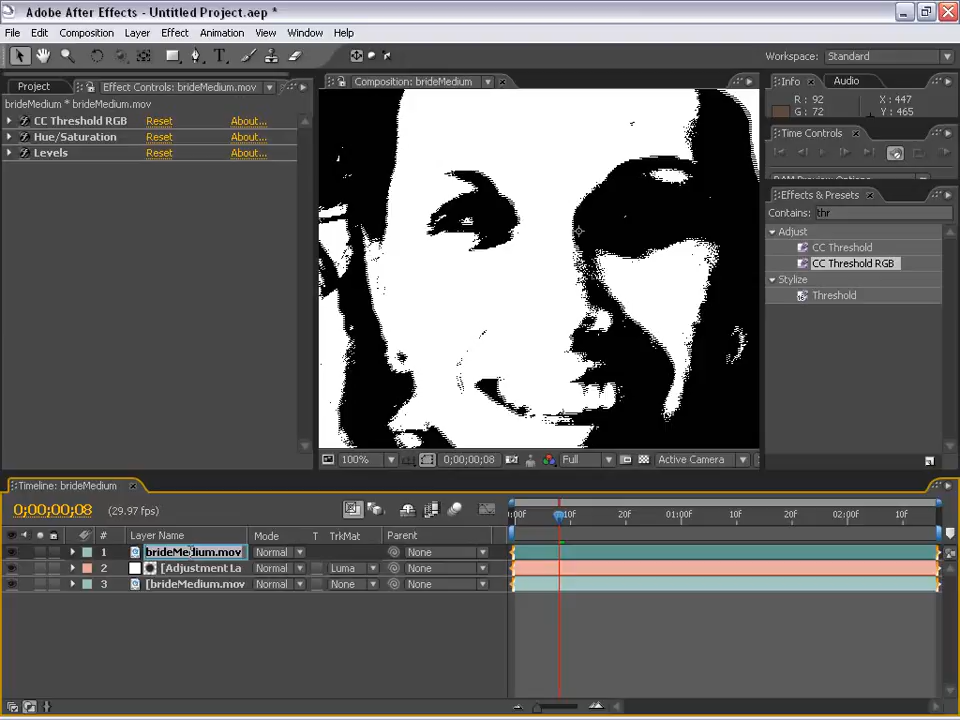 Adobe After Effects - Untitled Project.aep *
File Edit Composition Layer Effect Animation View Window Help
Workspace: Standard
Project Effect Controls: brideMedium.mov
Composition: brideMedium
Info Audio
brideMedium * brideMedium.mov
R : 92 X : 447
G : 72 Y : 465
CC Threshold RGB Reset About...
Hue/Saturation Reset About...
Levels Reset About...
Time Controls
RAM Preview Options
Effects & Presets
Contains: thr
Adjust
CC Threshold
CC Threshold RGB
Stylize
Threshold
100% 0;00;00;08 Full Active Camera
Timeline: brideMedium
0;00;00;08 (29.97 fps)
:00F 10F 20F 01:00F 10F 20F 02:00F 10F
# Layer Name Mode T TrkMat Parent
1 brideMedium.mov Normal None
2 [Adjustment La Normal Luma None
3 [brideMedium.mov Normal None None